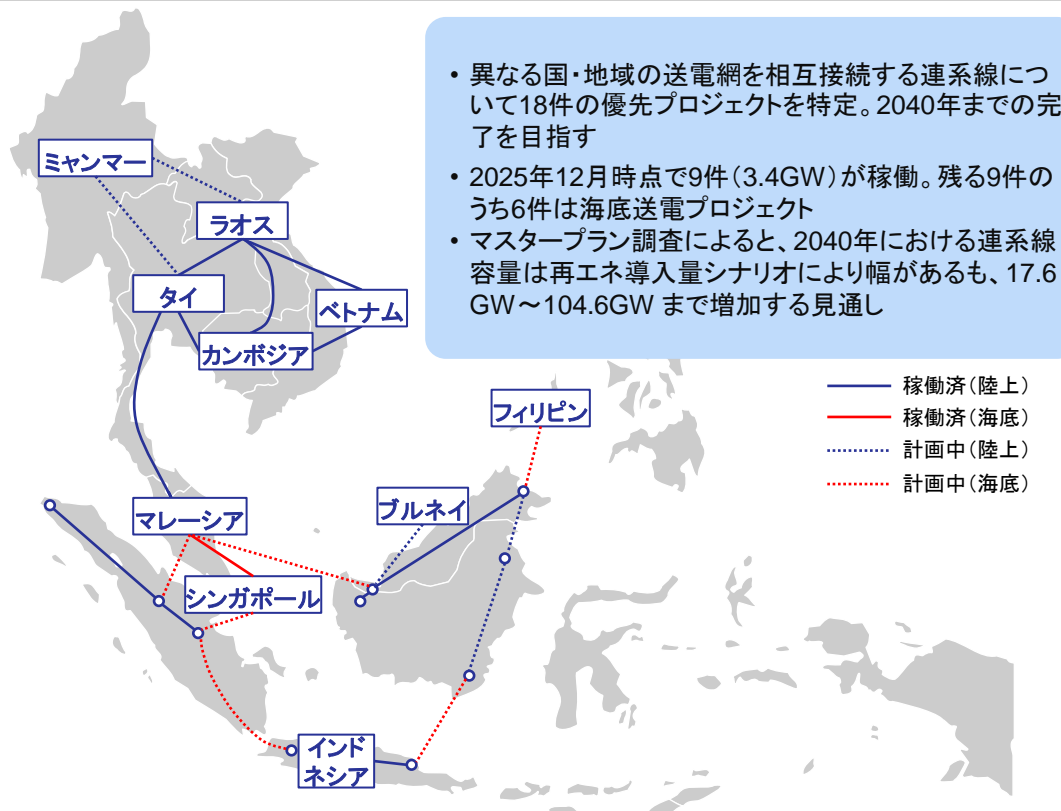 • 異なる国・地域の送電網を相互接続する連系線につ
いて18件の優先プロジェクトを特定。2040年までの完
了を目指す
• 2025年12月時点で9件（3.4GW）が稼働。残る9件の
うち6件は海底送電プロジェクト
• マスタープラン調査によると、2040年における連系線
容量は再エネ導入量シナリオにより幅があるも、17.6
GW～104.6GW まで増加する見通し
ミャンマー
ラオス
タイ
ベトナム
カンボジア
稼働済（陸上）
稼働済（海底）
計画中（陸上）
計画中（海底）
フィリピン
ブルネイ
マレーシア
シンガポール
インド
ネシア